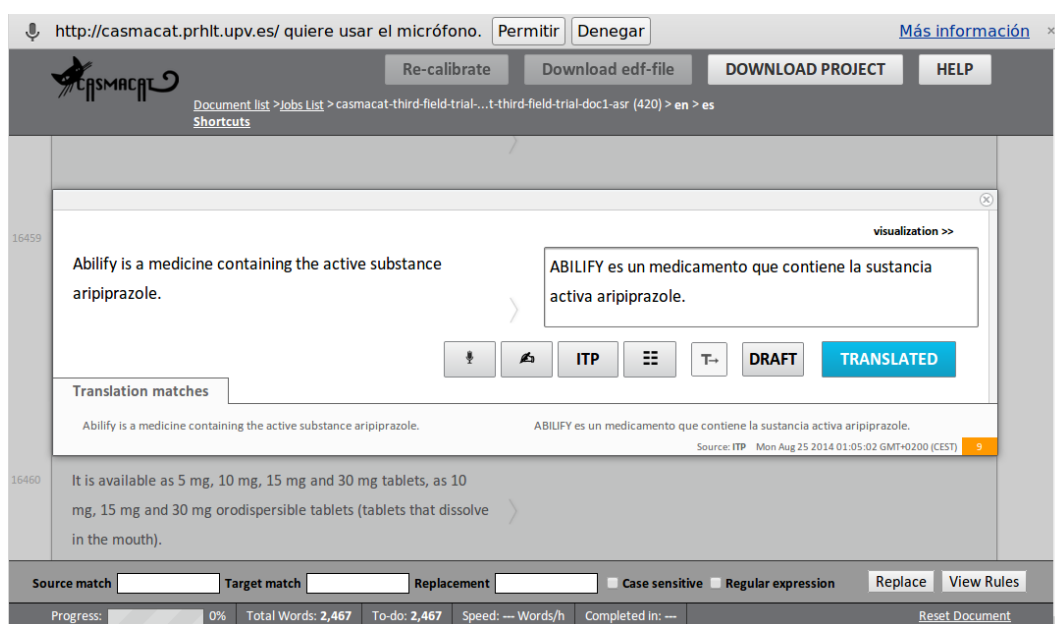 http://casmacat.prhlt.upv.es/ quiere usar el micrófono. Permitir Denegar Más información ×
CASMACAT Re-calibrate Download edf-file DOWNLOAD PROJECT HELP
Document list >Jobs List > casmacat-third-field-trial-...t-third-field-trial-doc1-asr (420) > en > es
Shortcuts
visualization >>
16459
Abilify is a medicine containing the active substance
aripiprazole.
ABILIFY es un medicamento que contiene la sustancia
activa aripiprazole.
ITP T→ DRAFT TRANSLATED
Translation matches
Abilify is a medicine containing the active substance aripiprazole. ABILIFY es un medicamento que contiene la sustancia activa aripiprazole.
Source: ITP Mon Aug 25 2014 01:05:02 GMT+0200 (CEST) 9
16460 It is available as 5 mg, 10 mg, 15 mg and 30 mg tablets, as 10
mg, 15 mg and 30 mg orodispersible tablets (tablets that dissolve
in the mouth).
Source match Target match Replacement Case sensitive Regular expression Replace View Rules
Progress: 0% Total Words: 2,467 To-do: 2,467 Speed: --- Words/h Completed in: --- Reset Document